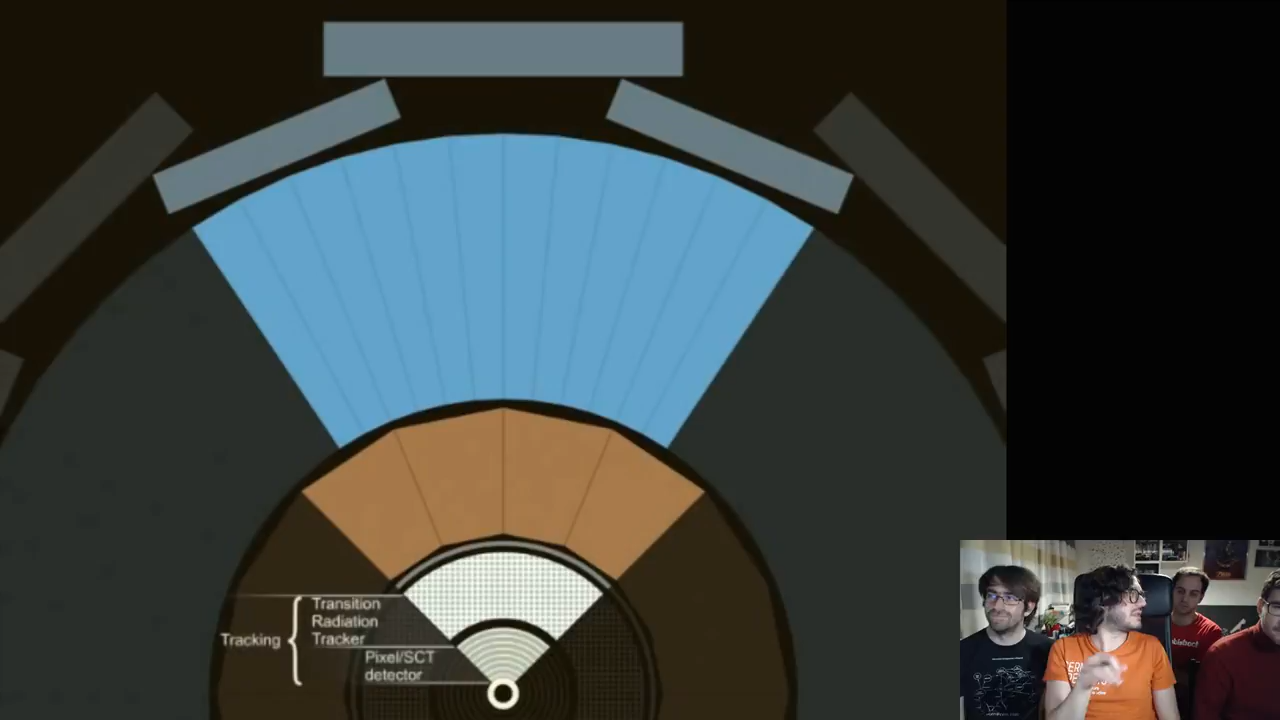 Tracking
Transition
Radiation
Tracker
Pixel/SCT
detector